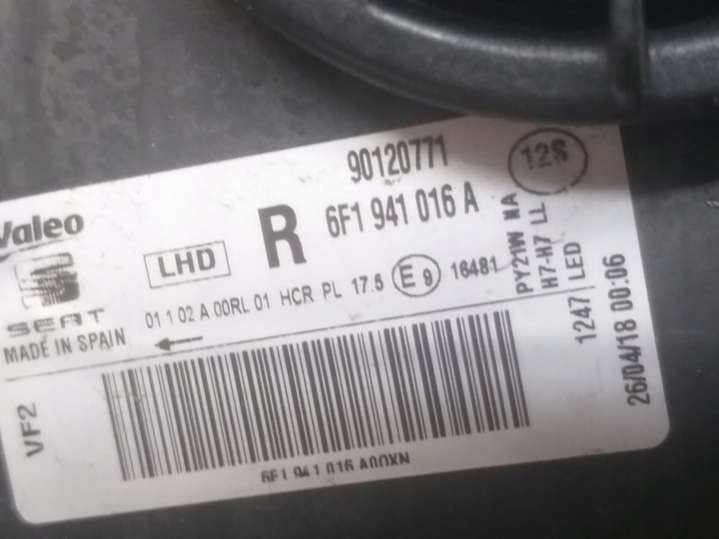 90120771
12S
Valeo
R
6F1 941 016 A
LHD
SEAT
01 1 02 A 00RL 01 HCR PL 17.5 E9 16481
MADE IN SPAIN
PY21W NA
H7-H7 LL
1247 LED
26/04/18 00:06
VF2
6F1 941 016 A00XN